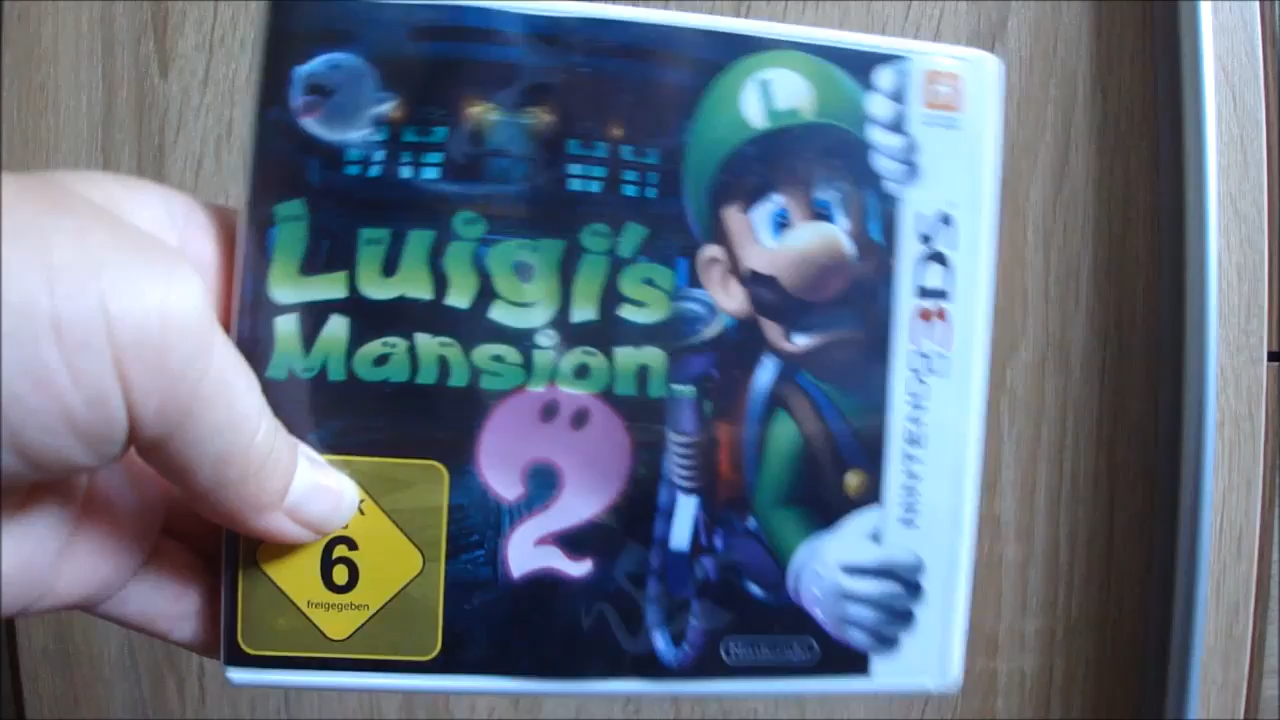 L
Luigi's
Mansion
2
6
freigegeben
Nintendo
NINTENDO 3DS